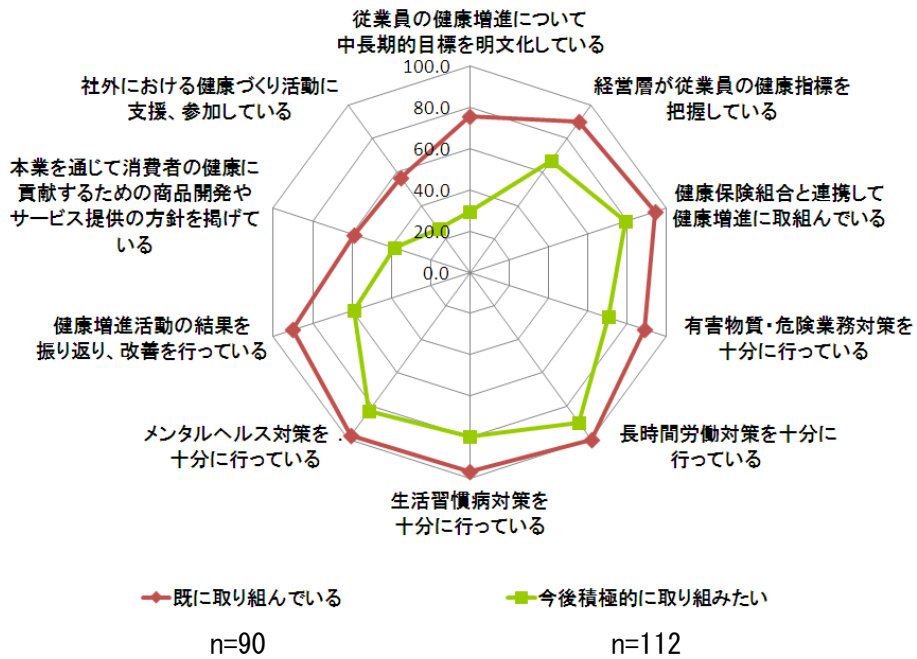 従業員の健康増進について
中長期的目標を明文化している
経営層が従業員の健康指標を
把握している
健康保険組合と連携して
健康増進に取組んでいる
有害物質・危険業務対策を
十分に行っている
長時間労働対策を十分に
行っている
生活習慣病対策を
十分に行っている
メンタルヘルス対策を
十分に行っている
健康増進活動の結果を
振り返り、改善を行っている
本業を通じて消費者の健康に
貢献するための商品開発や
サービス提供の方針を掲げて
いる
社外における健康づくり活動に
支援、参加している
100.0
80.0
60.0
40.0
20.0
0.0
既に取り組んでいる
今後積極的に取り組みたい
n=90
n=112